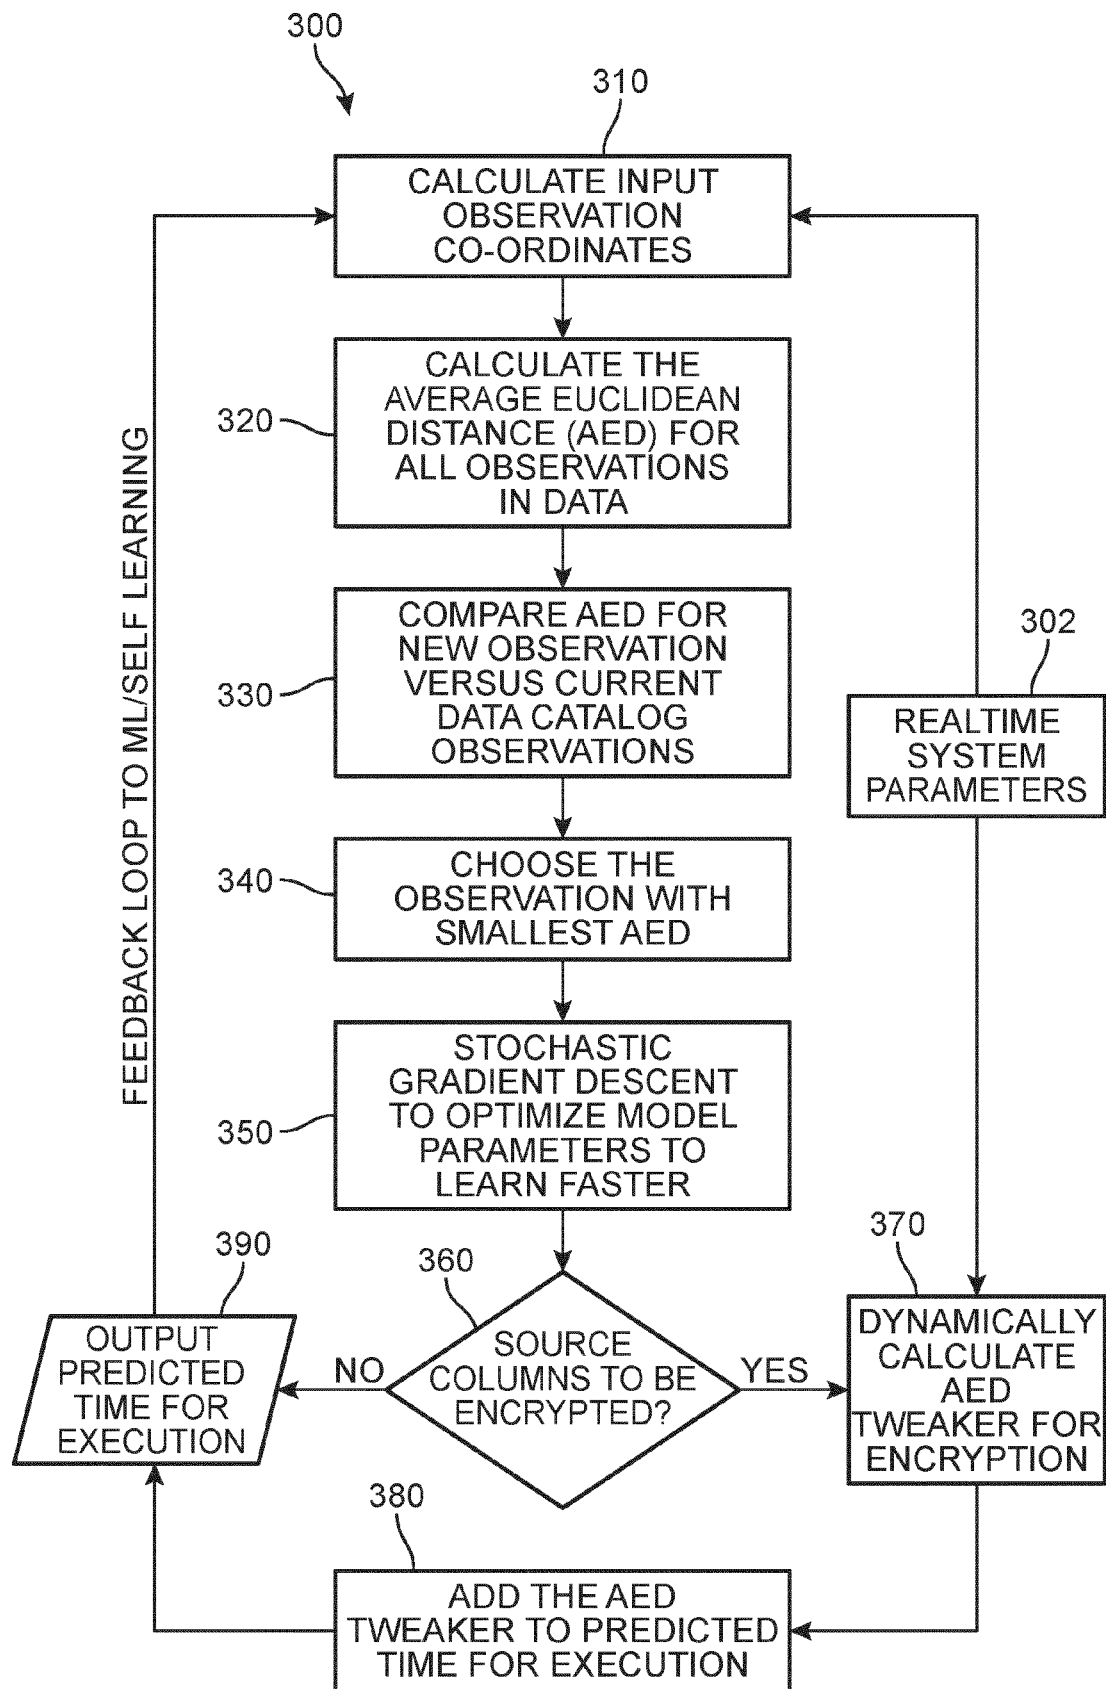 300
310
CALCULATE INPUT
OBSERVATION
CO-ORDINATES
320
CALCULATE THE
AVERAGE EUCLIDEAN
DISTANCE (AED) FOR
ALL OBSERVATIONS
IN DATA
330
COMPARE AED FOR
NEW OBSERVATION
VERSUS CURRENT
DATA CATALOG
OBSERVATIONS
302
REALTIME
SYSTEM
PARAMETERS
FEEDBACK LOOP TO ML/SELF LEARNING
340
CHOOSE THE
OBSERVATION WITH
SMALLEST AED
350
STOCHASTIC
GRADIENT DESCENT
TO OPTIMIZE MODEL
PARAMETERS TO
LEARN FASTER
360
SOURCE
COLUMNS TO BE
ENCRYPTED?
NO
YES
370
DYNAMICALLY
CALCULATE
AED
TWEAKER FOR
ENCRYPTION
380
ADD THE AED
TWEAKER TO PREDICTED
TIME FOR EXECUTION
390
OUTPUT
PREDICTED
TIME FOR
EXECUTION